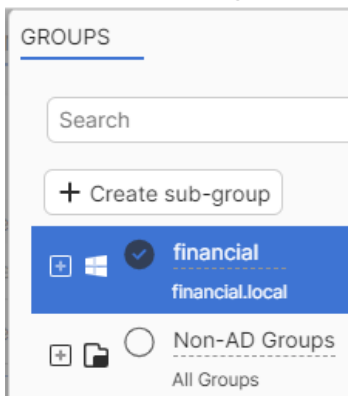 GROUPS
Search
+ Create sub-group
financial
financial.local
Non-AD Groups
All Groups